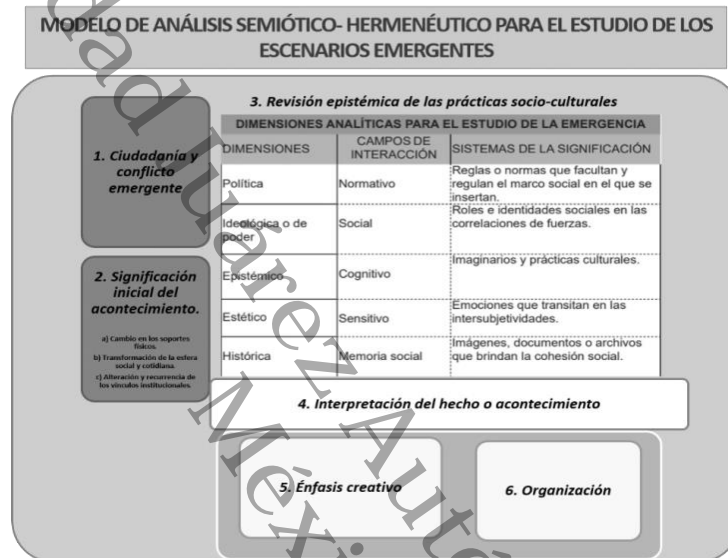 MODELO DE ANÁLISIS SEMIÓTICO- HERMENÉUTICO PARA EL ESTUDIO DE LOS
ESCENARIOS EMERGENTES
1. Ciudadanía y
conflicto
emergente
2. Significación
inicial del
acontecimiento.
a) Cambio en los soportes
físicos.
b) Transformación de la esfera
social y cotidiana.
c) Alteración y recurrencia de
los vínculos institucionales.
3. Revisión epistémica de las prácticas socio-culturales
DIMENSIONES ANALÍTICAS PARA EL ESTUDIO DE LA EMERGENCIA
DIMENSIONES
CAMPOS DE
INTERACCIÓN
SISTEMAS DE LA SIGNIFICACIÓN
Política
Normativo
Reglas o normas que facultan y
regulan el marco social en el que se
insertan.
Ideológica o de
poder
Social
Roles e identidades sociales en las
correlaciones de fuerzas.
Epistémico
Cognitivo
Imaginarios y prácticas culturales.
Estético
Sensitivo
Emociones que transitan en las
intersubjetividades.
Histórica
Memoria social
Imágenes, documentos o archivos
que brindan la cohesión social.
4. Interpretación del hecho o acontecimiento
5. Énfasis creativo
6. Organización
dad Juárez Autó
Méxi